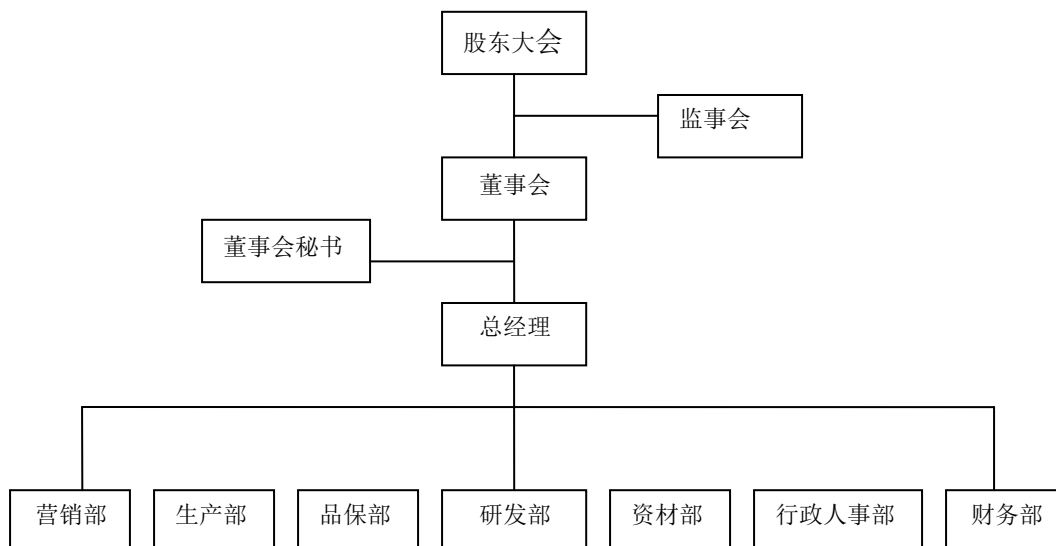 股东大会
监事会
董事会
董事会秘书
总经理
营销部
生产部
品保部
研发部
资材部
行政人事部
财务部